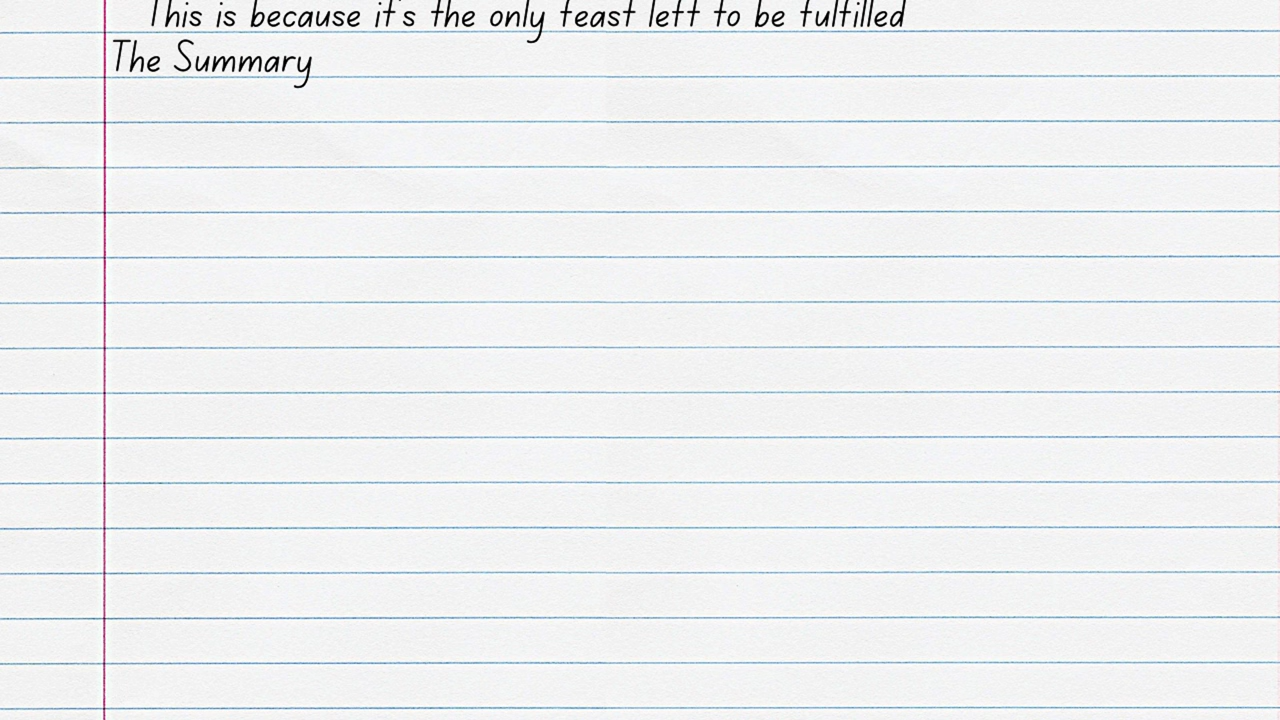 This is because it's the only feast left to be fulfilled
The Summary